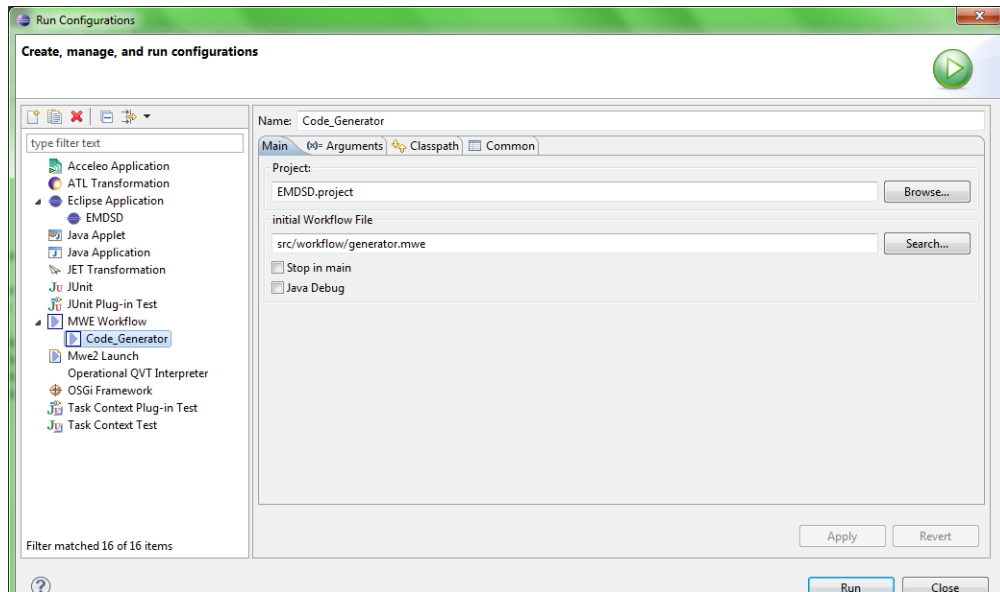 Run Configurations
Create, manage, and run configurations
type filter text
Acceleo Application
ATL Transformation
Eclipse Application
EMDSD
Java Applet
Java Application
JET Transformation
JUnit
JUnit Plug-in Test
MWE Workflow
Code_Generator
Mwe2 Launch
Operational QVT Interpreter
OSGi Framework
Task Context Plug-in Test
Task Context Test
Filter matched 16 of 16 items
Name: Code_Generator
Main (x)= Arguments Classpath Common
Project:
EMDSD.project Browse...
initial Workflow File
src/workflow/generator.mwe Search...
Stop in main
Java Debug
Apply Revert
? Run Close